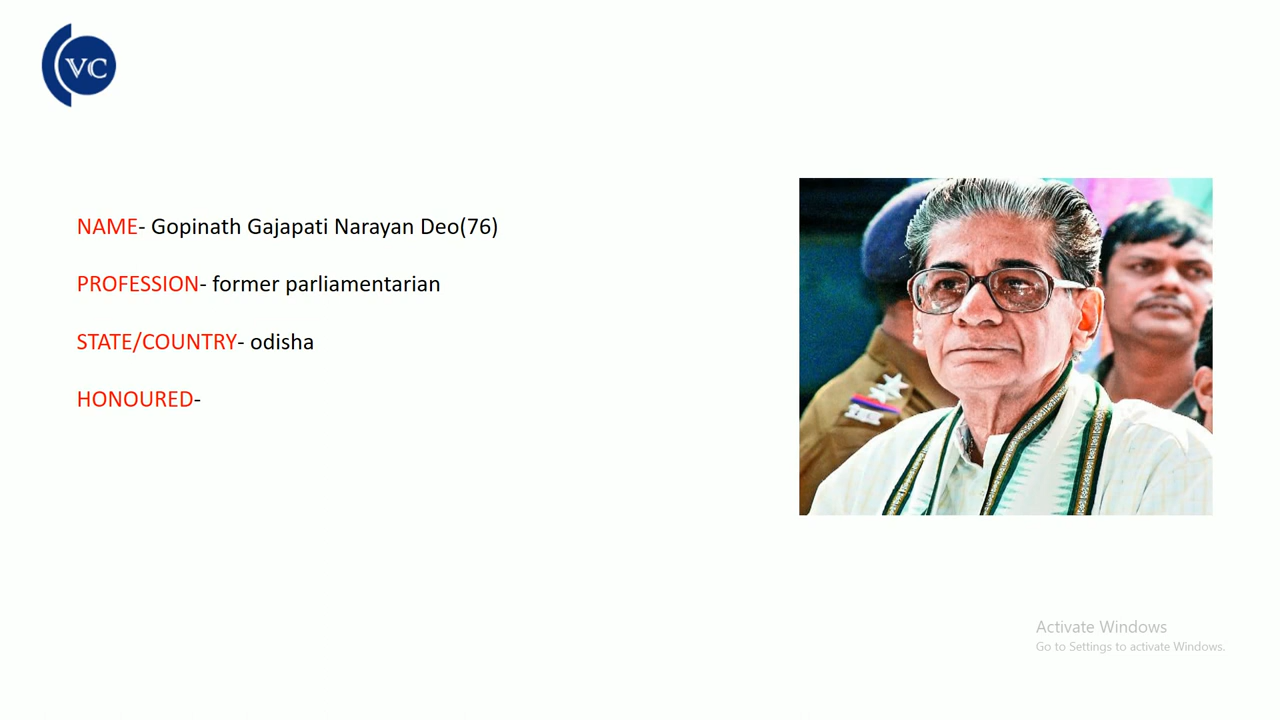 VC
NAME- Gopinath Gajapati Narayan Deo(76)
PROFESSION- former parliamentarian
STATE/COUNTRY- odisha
HONOURED-
Activate Windows
Go to Settings to activate Windows.